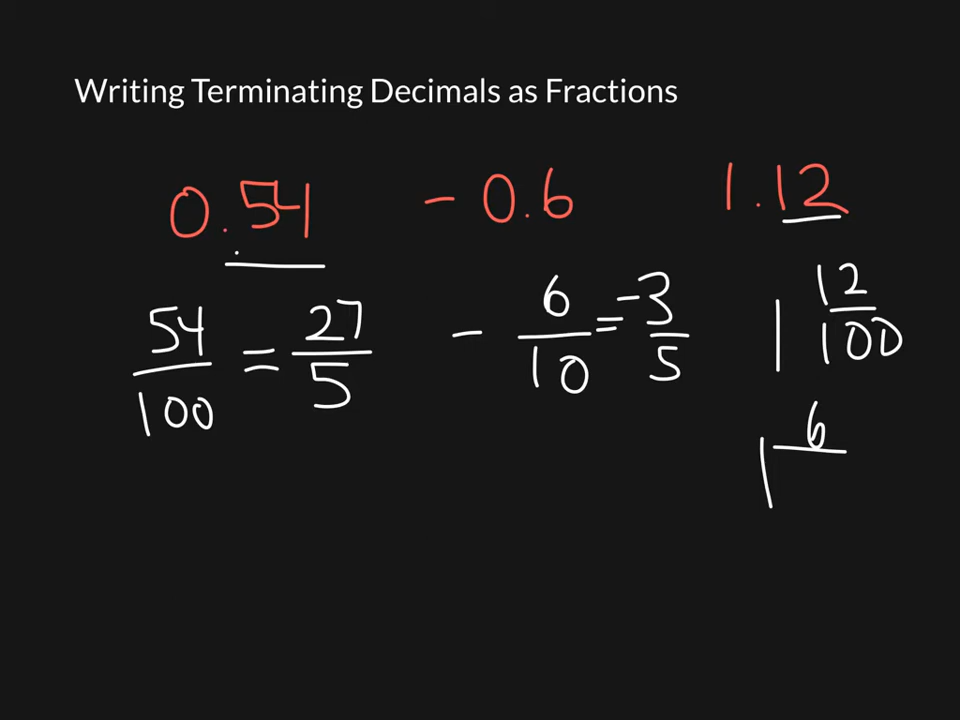 Writing Terminating Decimals as Fractions
0.54 - 0.6 1.12
54/100 = 27/5 - 6/10 = -3/5 1 12/100
1 6/